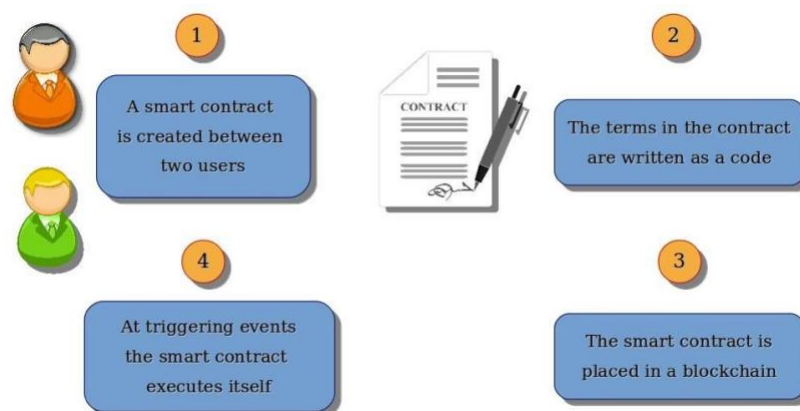 1
A smart contract
is created between
two users
CONTRACT
2
The terms in the contract
are written as a code
4
At triggering events
the smart contract
executes itself
3
The smart contract is
placed in a blockchain